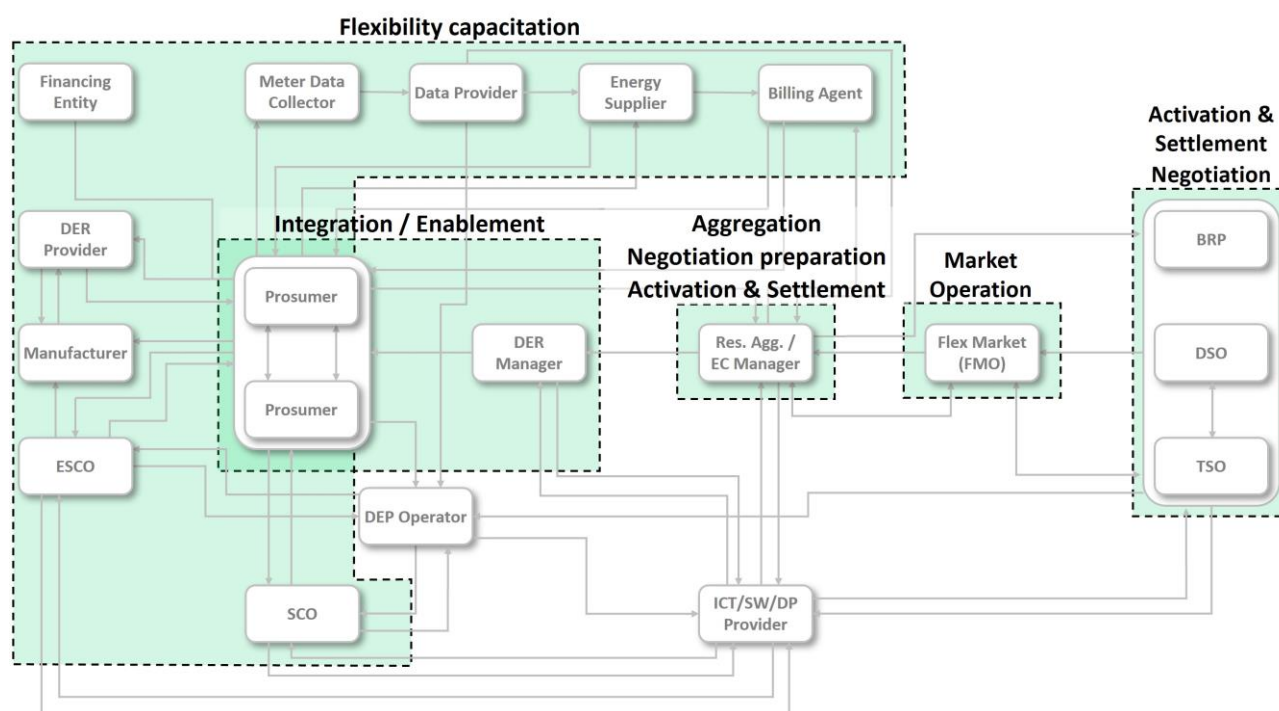 Flexibility capacitation
Financing
Entity
Meter Data
Collector
Data Provider
Energy
Supplier
Billing Agent
Activation &
Settlement
Negotiation
DER
Provider
Integration / Enablement
Aggregation
Negotiation preparation
Activation & Settlement
Market
Operation
BRP
Prosumer
Manufacturer
DER
Manager
Res. Agg. /
EC Manager
Flex Market
(FMO)
DSO
Prosumer
ESCO
TSO
DEP Operator
SCO
ICT/SW/DP
Provider